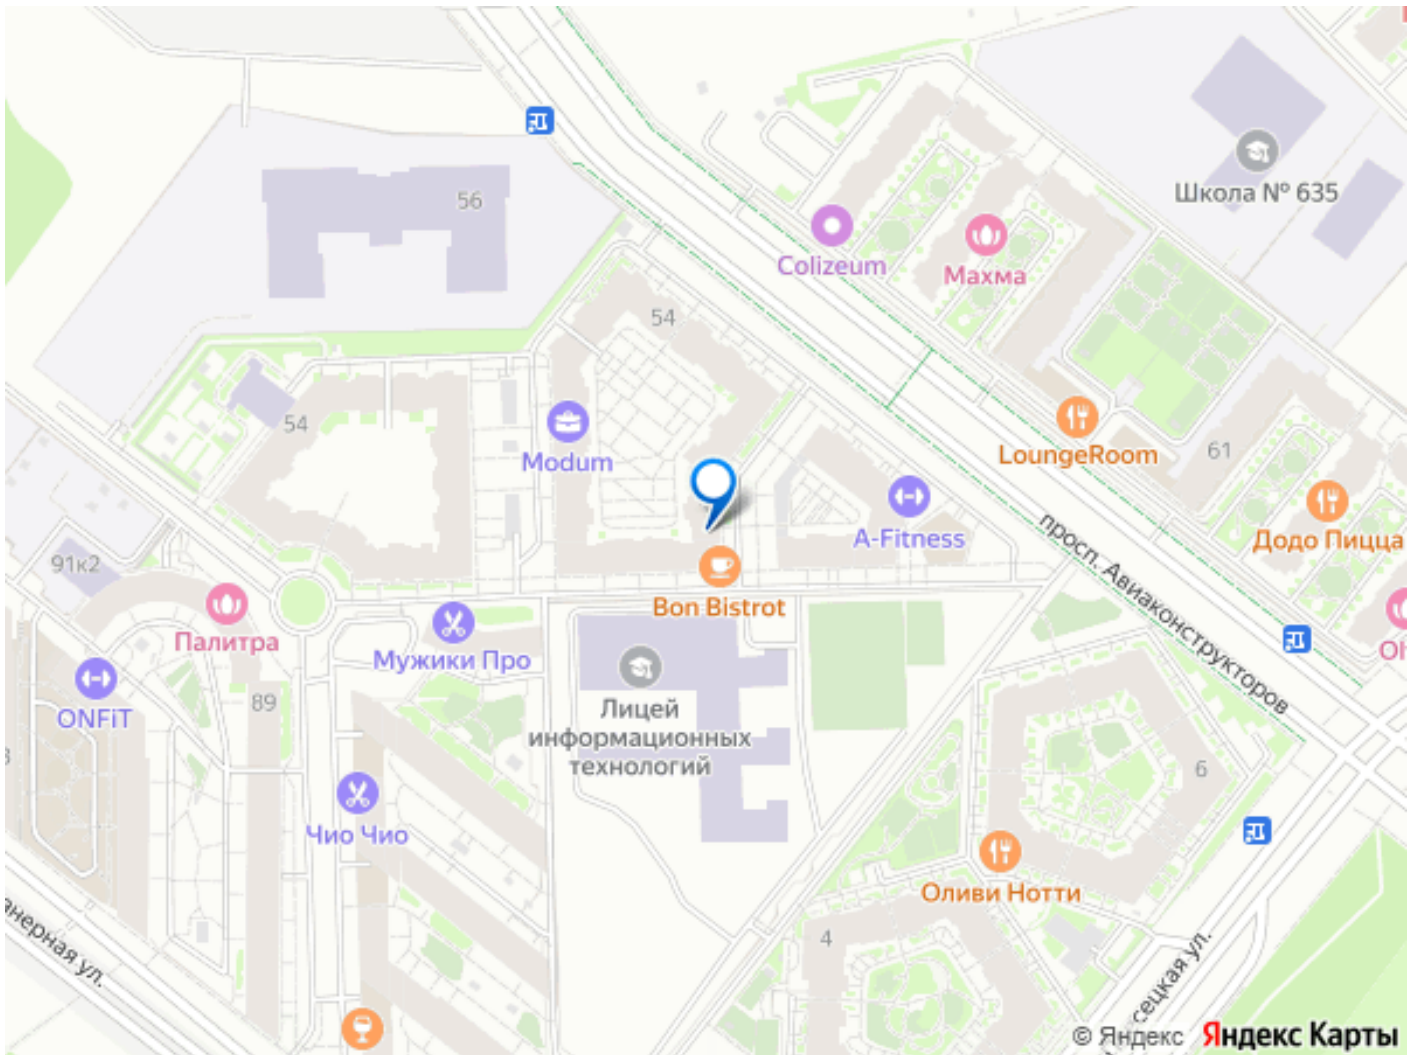 56
Школа № 635
Colizeum
Махма
54
54
Modum
LoungeRoom
61
A-Fitness
Додо Пицца
просп. Авиаконструкторов
91к2
Bon Bistrot
Палитра
Мужики Про
Ol
ONFiT
89
Лицей
информационных
технологий
6
Чио Чио
Оливи Нотти
4
анерная ул.
сецкая ул.
© Яндекс Яндекс Карты